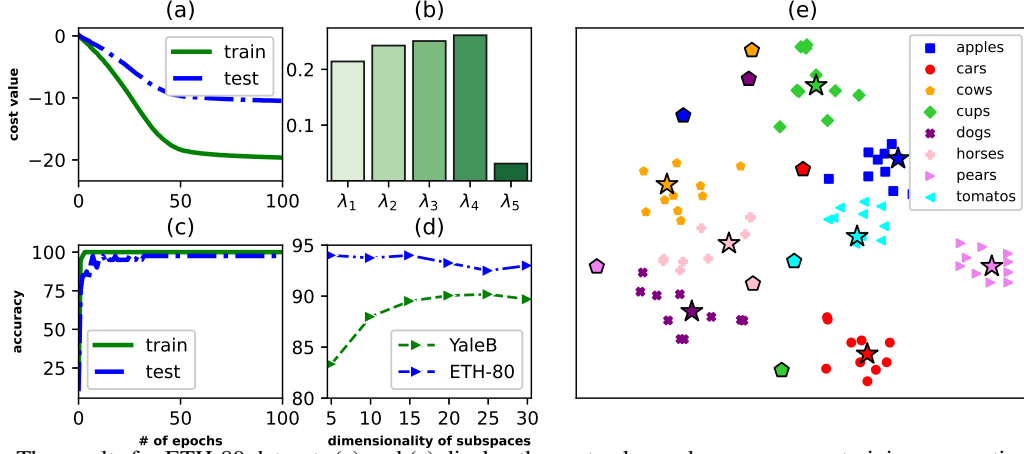 (a)
(b)
(e)
0
−10
−20
cost value
train
test
0
50
100
0.2
0.1
λ1
λ2
λ3
λ4
λ5
apples
cars
cows
cups
dogs
horses
pears
tomatos
(c)
(d)
100
75
50
25
accuracy
train
test
0
50
100
# of epochs
95
90
85
80
YaleB
ETH-80
5
10
15
20
25
30
dimensionality of subspaces